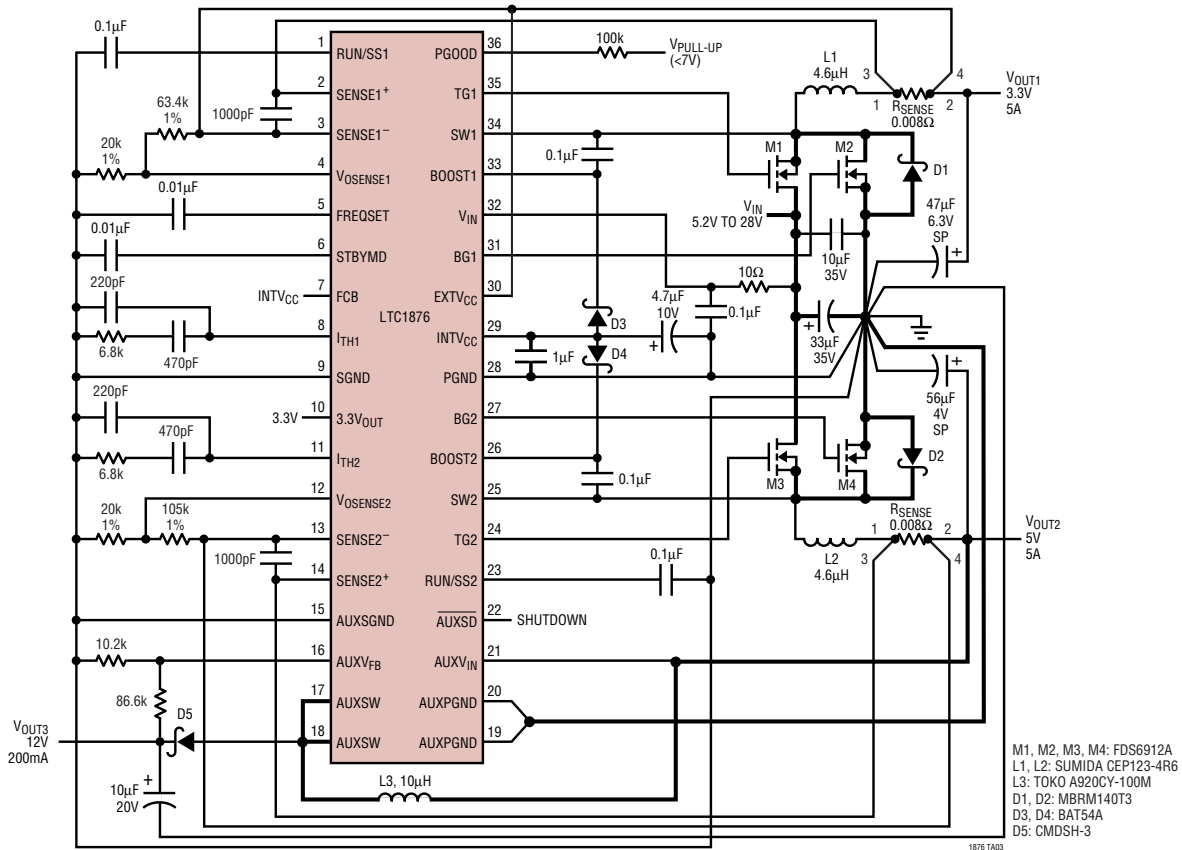 0.1µF
63.4k
1%
20k
1%
0.01µF
0.01µF
220pF
6.8k
470pF
220pF
470pF
6.8k
20k
1%
105k
1%
10.2k
86.6k
D5
VOUT3
12V
200mA
10µF
20V
+
1000pF
INTVCC
3.3V
1000pF
1 RUN/SS1
2 SENSE1+
3 SENSE1–
4 VOSENSE1
5 FREQSET
6 STBYMD
7 FCB
8 ITH1
9 SGND
10 3.3VOUT
11 ITH2
12 VOSENSE2
13 SENSE2–
14 SENSE2+
15 AUXSGND
16 AUXVFB
17 AUXSW
18 AUXSW
LTC1876
PGOOD 36
TG1 35
SW1 34
BOOST1 33
VIN 32
BG1 31
EXTVCC 30
INTVCC 29
PGND 28
BG2 27
BOOST2 26
SW2 25
TG2 24
RUN/SS2 23
AUXSD 22
AUXVIN 21
AUXPGND 20
AUXPGND 19
L3, 10µH
100k
VPULL-UP
(<7V)
L1
4.6µH
3
4
1
2
RSENSE
0.008Ω
VOUT1
3.3V
5A
0.1µF
M1
M2
D1
VIN
5.2V TO 28V
10µF
35V
47µF
6.3V
SP
+
10Ω
4.7µF
10V
+
0.1µF
D3
D4
1µF
+
33µF
35V
+
56µF
4V
SP
M3
M4
D2
0.1µF
RSENSE
0.008Ω
1
2
3
4
L2
4.6µH
VOUT2
5V
5A
0.1µF
SHUTDOWN
M1, M2, M3, M4: FDS6912A
L1, L2: SUMIDA CEP123-4R6
L3: TOKO A920CY-100M
D1, D2: MBRM140T3
D3, D4: BAT54A
D5: CMDSH-3
1876 TA03